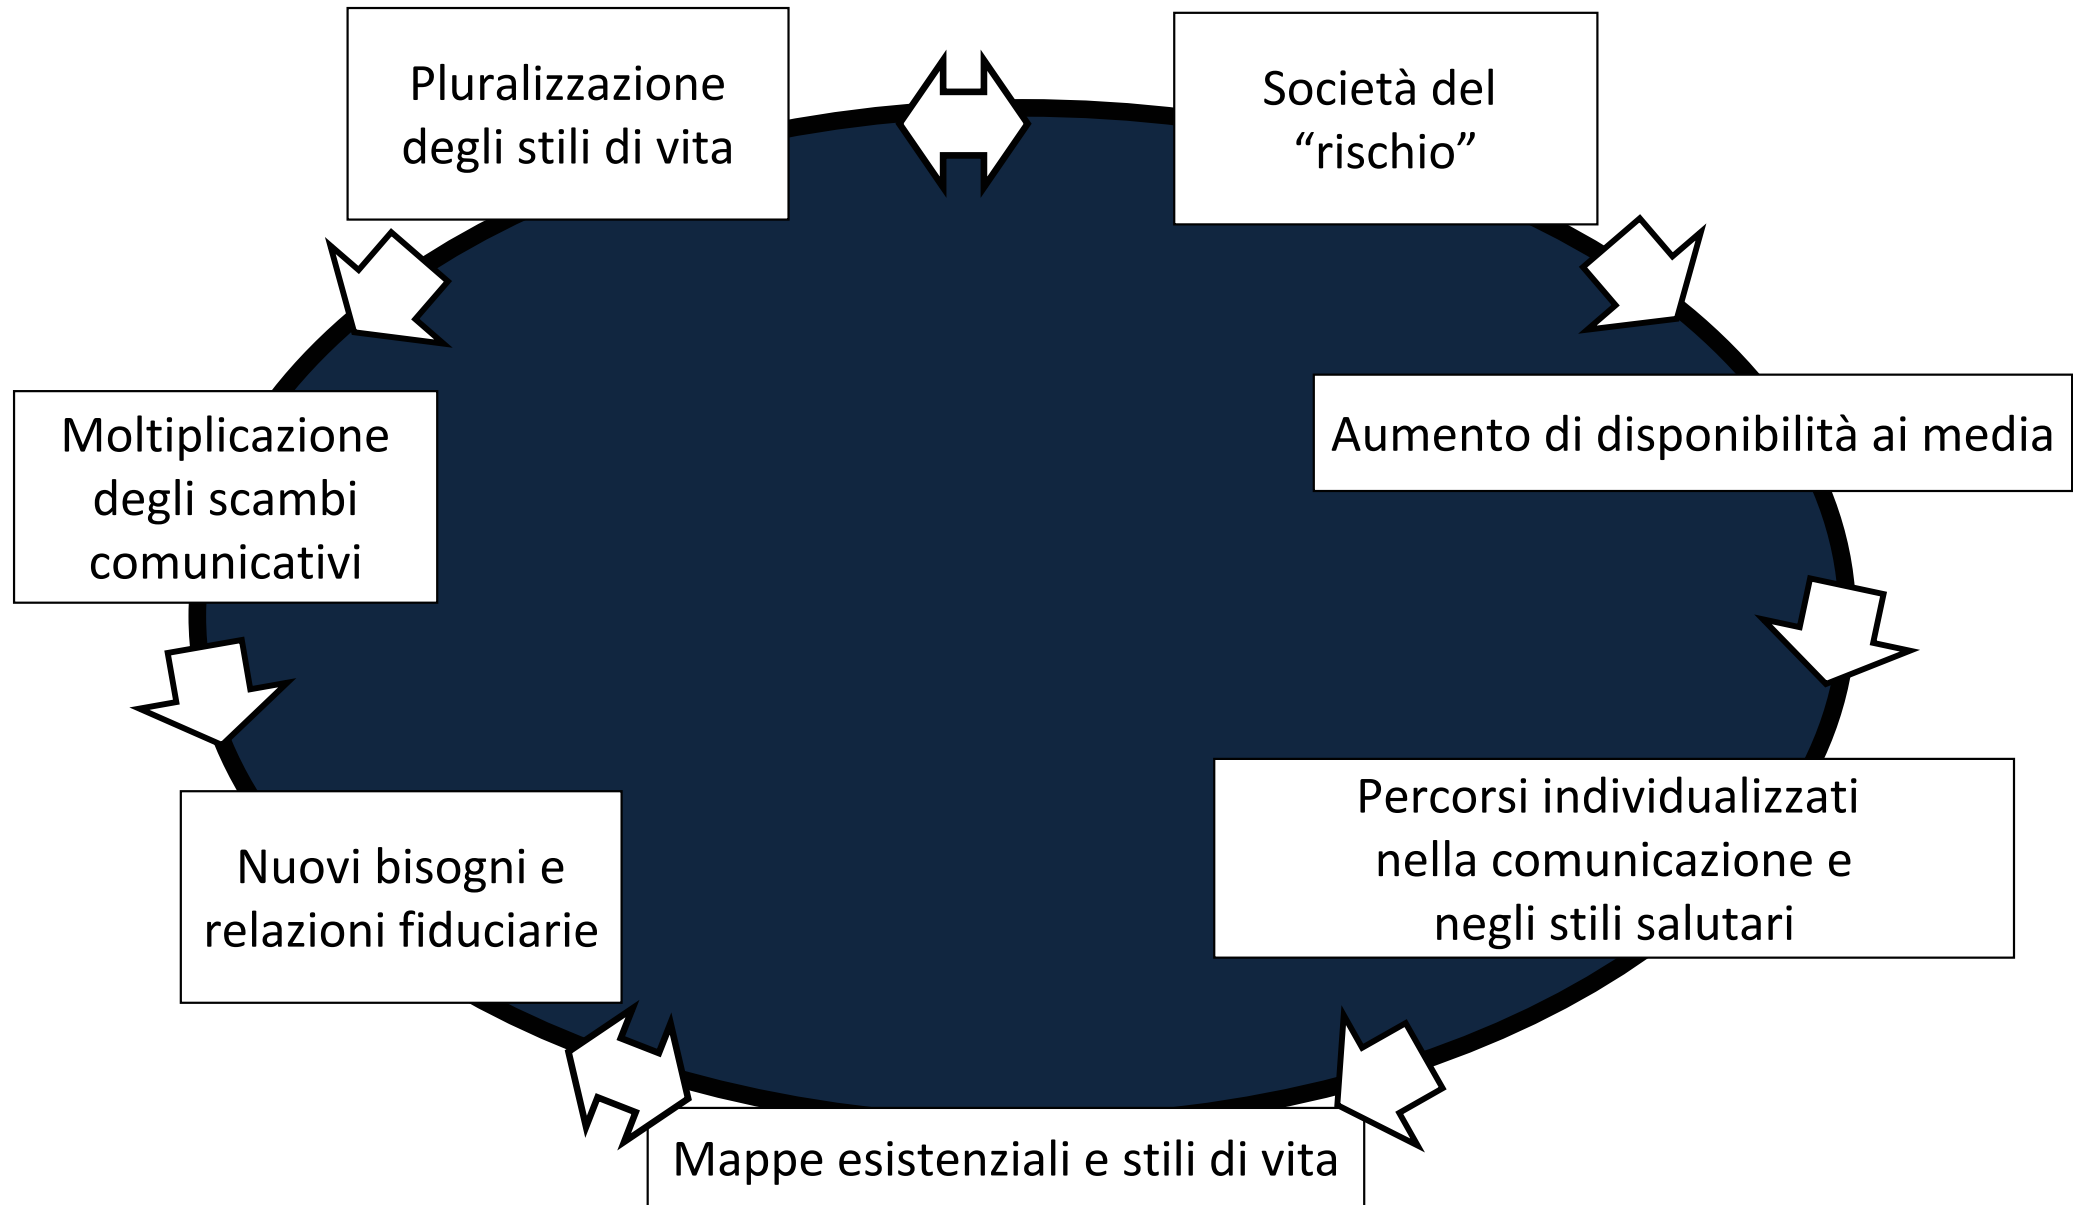 Pluralizzazione
degli stili di vita
Società del
“rischio”
Moltiplicazione
degli scambi
comunicativi
Aumento di disponibilità ai media
Nuovi bisogni e
relazioni fiduciarie
Percorsi individualizzati
nella comunicazione e
negli stili salutari
Mappe esistenziali e stili di vita